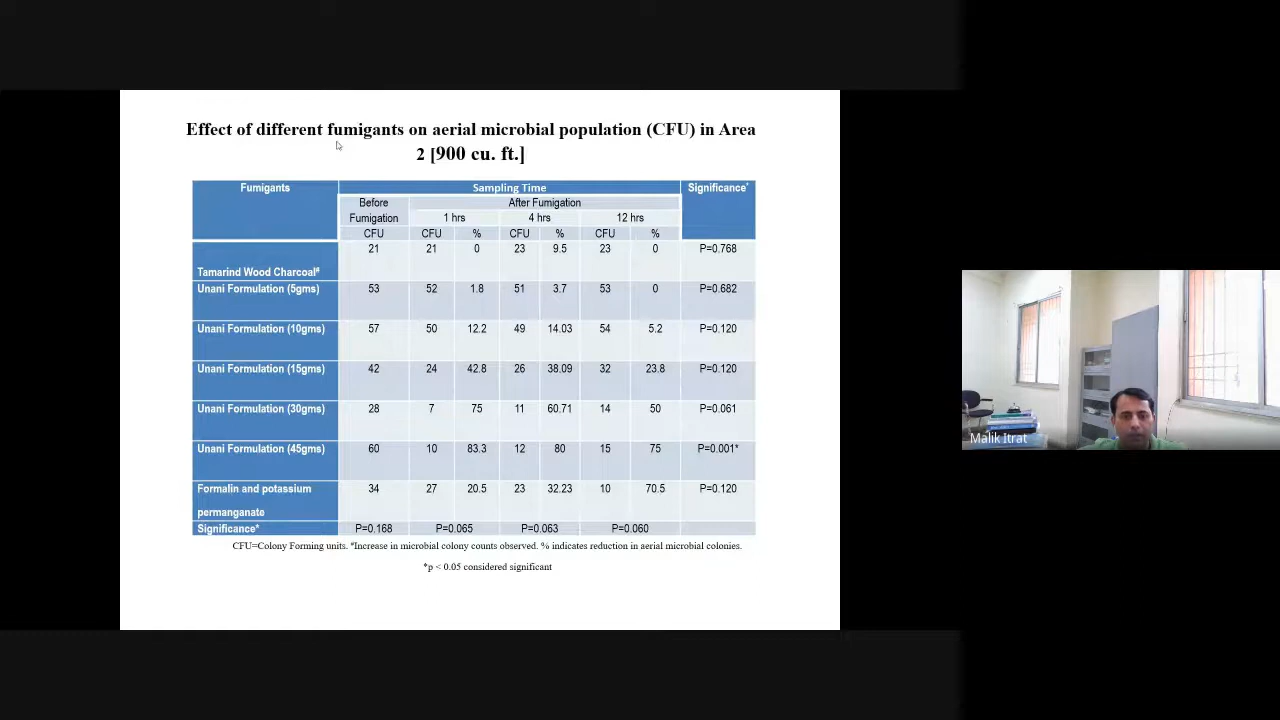 Effect of different fumigants on aerial microbial population (CFU) in Area
2 [900 cu. ft.]
Fumigants Sampling Time Significance*
Before Fumigation After Fumigation
1 hrs 4 hrs 12 hrs
CFU CFU % CFU % CFU %
Tamarind Wood Charcoal# 21 21 0 23 9.5 23 0 P=0.768
Unani Formulation (5gms) 53 52 1.8 51 3.7 53 0 P=0.682
Unani Formulation (10gms) 57 50 12.2 49 14.03 54 5.2 P=0.120
Unani Formulation (15gms) 42 24 42.8 26 38.09 32 23.8 P=0.120
Unani Formulation (30gms) 28 7 75 11 60.71 14 50 P=0.061
Unani Formulation (45gms) 60 10 83.3 12 80 15 75 P=0.001*
Formalin and potassium permanganate 34 27 20.5 23 32.23 10 70.5 P=0.120
Significance* P=0.168 P=0.065 P=0.063 P=0.060
CFU=Colony Forming units. #Increase in microbial colony counts observed. % indicates reduction in aerial microbial colonies.
*p < 0.05 considered significant
Malik Itrat